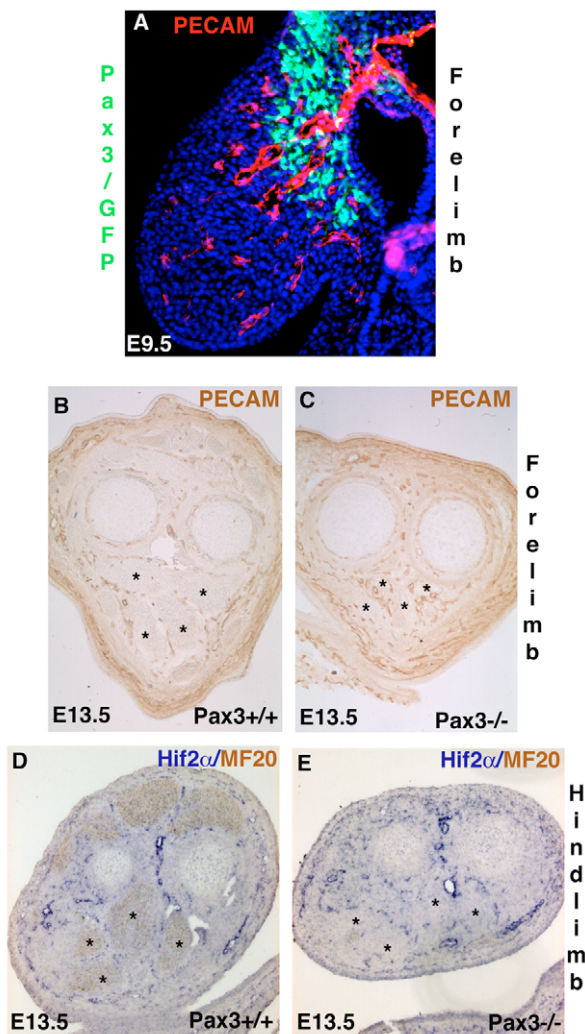 A PECAM
Pax3/GFP
Forelimb
E9.5
B PECAM
* * * *
E13.5 Pax3+/+
C PECAM
* * * *
E13.5 Pax3-/-
Forelimb
D Hif2α/MF20
* * * *
E13.5 Pax3+/+
E Hif2α/MF20
* * * *
E13.5 Pax3-/-
Hindlimb